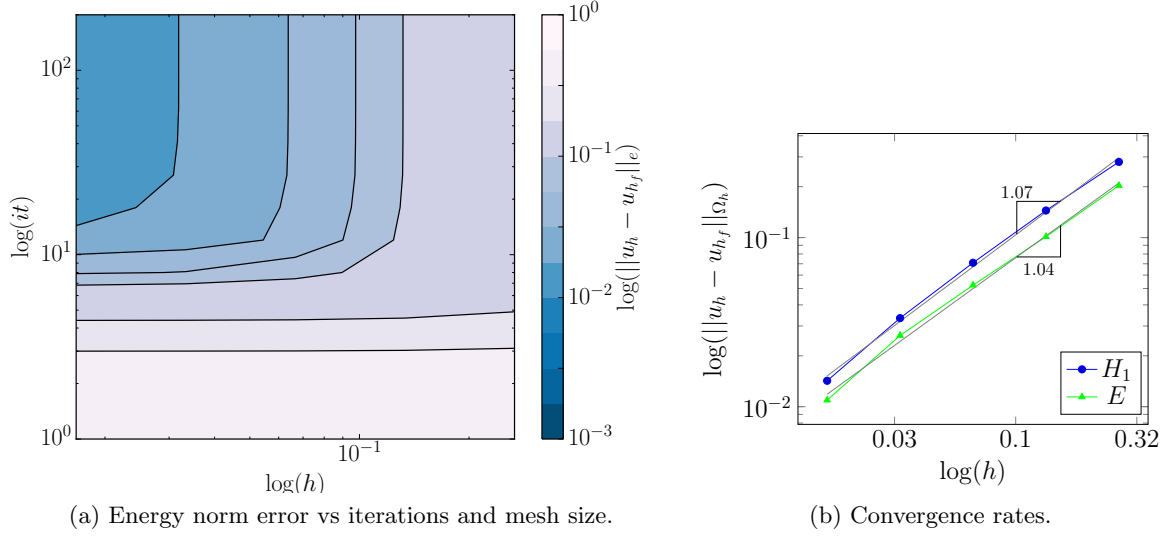 10^0
10^1
10^2
log(it)
10^{-1}
log(h)
10^0
10^{-1}
10^{-2}
10^{-3}
log(||u_h − u_{h_f}||_e)
(a) Energy norm error vs iterations and mesh size.
10^{-1}
10^{-2}
log(||u_h − u_{h_f}||_{Ω_h})
1.07
1.04
H_1
E
0.03
0.1
0.32
log(h)
(b) Convergence rates.